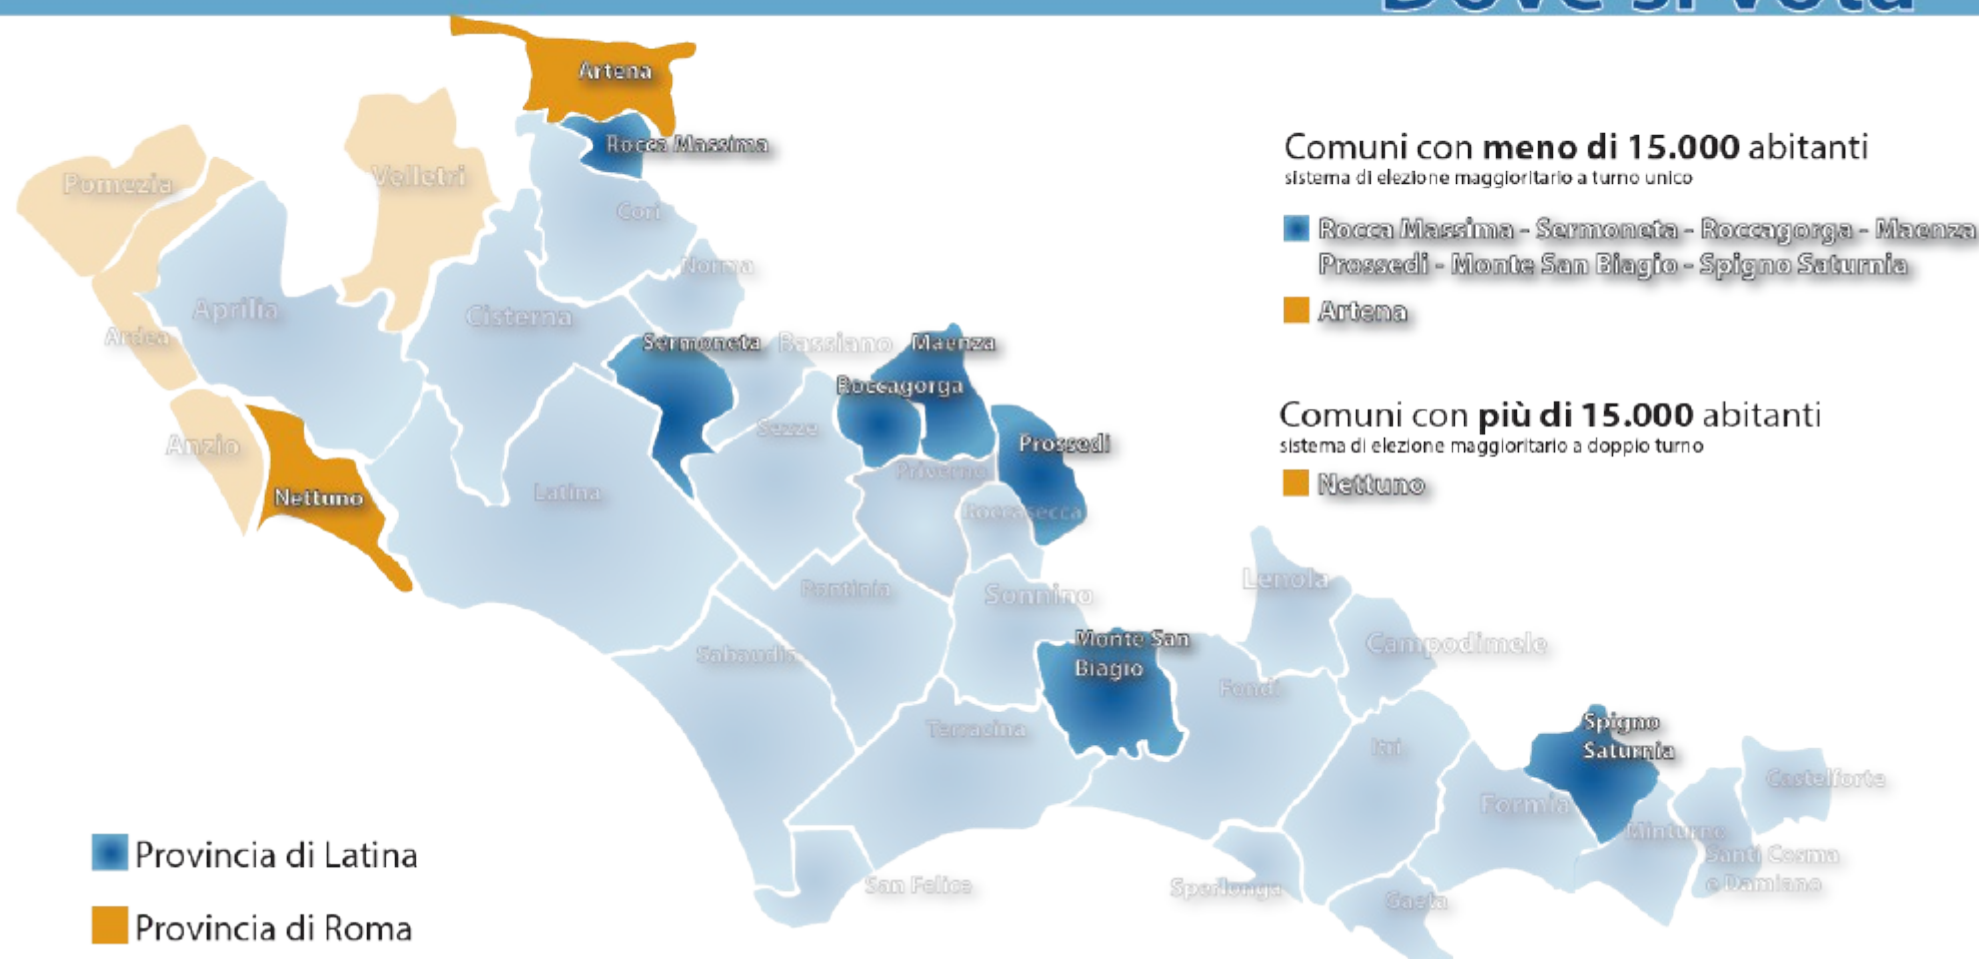 Dove si vota
Artena
Rocca Massima
Velletri
Pomezia
Cori
Norma
Aprilia
Cisterna
Ardea
Sermoneta
Bassiano
Maenza
Roccagorga
Sezze
Anzio
Prossedi
Priverno
Nettuno
Latina
Roccasecca
Pontinia
Sonnino
Lenola
Monte San
Biagio
Campodimele
Sabaudia
Fondi
Terracina
Itri
Spigno
Saturnia
Castelforte
Formia
Minturno
Santi Cosma
e Damiano
San Felice
Sperlonga
Gaeta
Comuni con meno di 15.000 abitanti
sistema di elezione maggioritario a turno unico
Rocca Massima - Sermoneta - Roccagorga - Maenza
Prossedi - Monte San Biagio - Spigno Saturnia
Artena
Comuni con più di 15.000 abitanti
sistema di elezione maggioritario a doppio turno
Nettuno
Provincia di Latina
Provincia di Roma